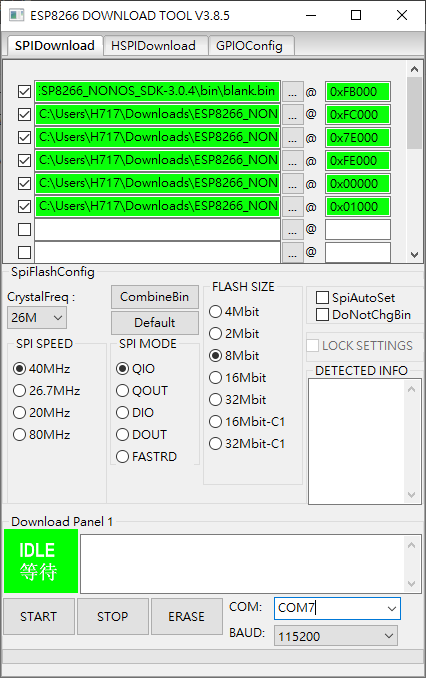 ESP8266 DOWNLOAD TOOL V3.8.5
SPIDownload HSPIDownload GPIOConfig
SP8266_NONOS_SDK-3.0.4\bin\blank.bin ... @ 0xFB000
C:\Users\H717\Downloads\ESP8266_NON ... @ 0xFC000
C:\Users\H717\Downloads\ESP8266_NON ... @ 0x7E000
C:\Users\H717\Downloads\ESP8266_NON ... @ 0xFE000
C:\Users\H717\Downloads\ESP8266_NON ... @ 0x00000
C:\Users\H717\Downloads\ESP8266_NON ... @ 0x01000
... @
... @
SpiFlashConfig
CrystalFreq :
26M
CombineBin
Default
SPI SPEED
40MHz
26.7MHz
20MHz
80MHz
SPI MODE
QIO
QOUT
DIO
DOUT
FASTRD
FLASH SIZE
4Mbit
2Mbit
8Mbit
16Mbit
32Mbit
16Mbit-C1
32Mbit-C1
SpiAutoSet
DoNotChgBin
LOCK SETTINGS
DETECTED INFO
Download Panel 1
IDLE
等待
START STOP ERASE
COM: COM7
BAUD: 115200